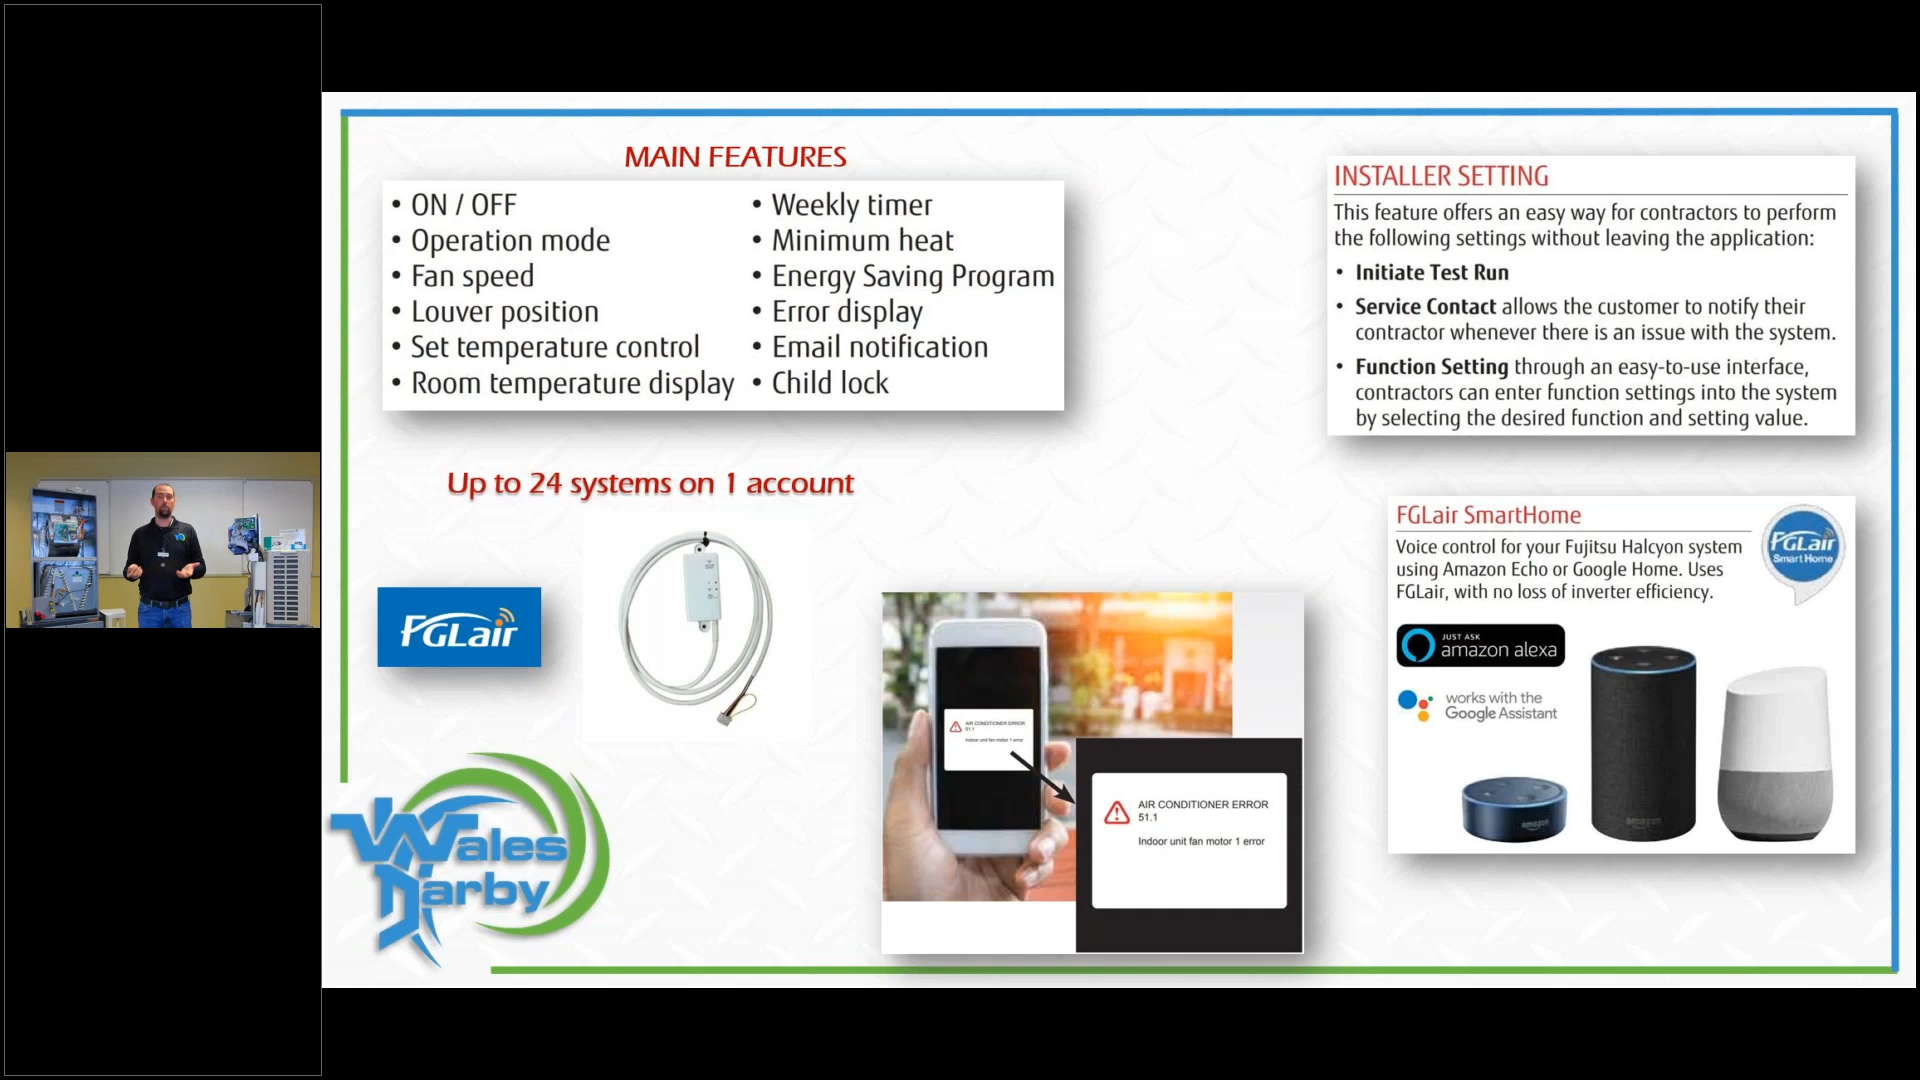 MAIN FEATURES
• ON / OFF
• Operation mode
• Fan speed
• Louver position
• Set temperature control
• Room temperature display
• Weekly timer
• Minimum heat
• Energy Saving Program
• Error display
• Email notification
• Child lock
Up to 24 systems on 1 account
FGLair
Wales
Darby
AIR CONDITIONER ERROR
51.1
Indoor unit fan motor 1 error
AIR CONDITIONER ERROR
51.1
Indoor unit fan motor 1 error
INSTALLER SETTING
This feature offers an easy way for contractors to perform
the following settings without leaving the application:
• Initiate Test Run
• Service Contact allows the customer to notify their
contractor whenever there is an issue with the system.
• Function Setting through an easy-to-use interface,
contractors can enter function settings into the system
by selecting the desired function and setting value.
FGLair SmartHome
Voice control for your Fujitsu Halcyon system
using Amazon Echo or Google Home. Uses
FGLair, with no loss of inverter efficiency.
FGLair
Smart Home
JUST ASK
amazon alexa
works with the
Google Assistant
amazon
amazon